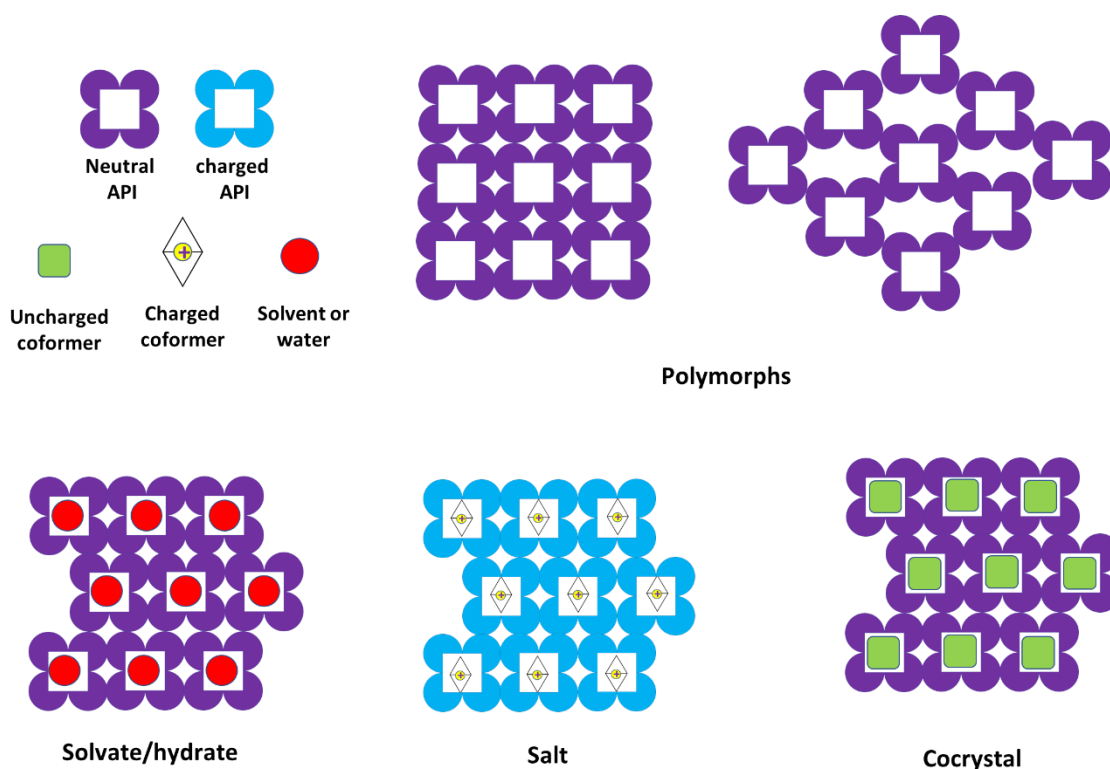 Neutral
API
charged
API
Uncharged
coformer
+
Charged
coformer
Solvent or
water
Polymorphs
+ + +
+ + +
+ + +
Solvate/hydrate
Salt
Cocrystal